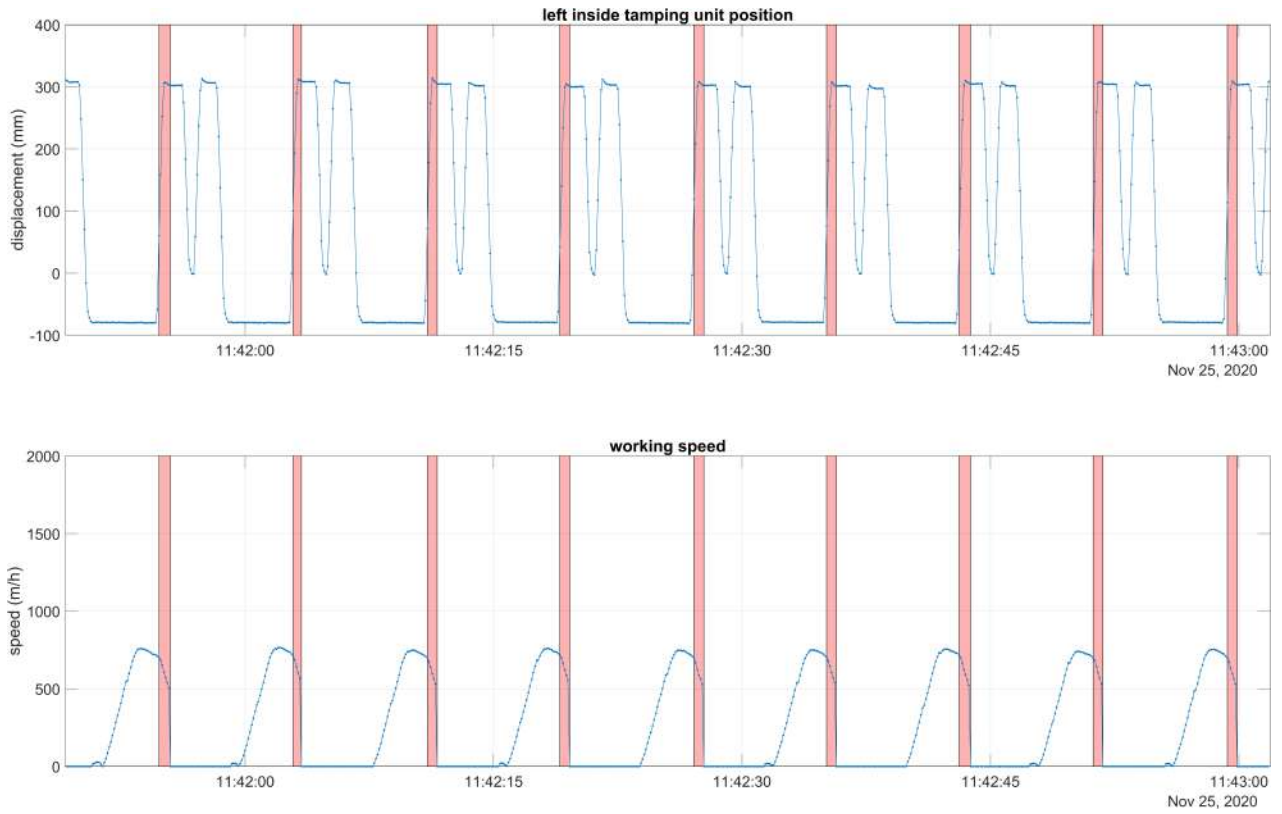 left inside tamping unit position
400
300
200
100
0
-100
displacement (mm)
11:42:00 11:42:15 11:42:30 11:42:45 11:43:00
Nov 25, 2020
working speed
2000
1500
1000
500
0
speed (m/h)
11:42:00 11:42:15 11:42:30 11:42:45 11:43:00
Nov 25, 2020